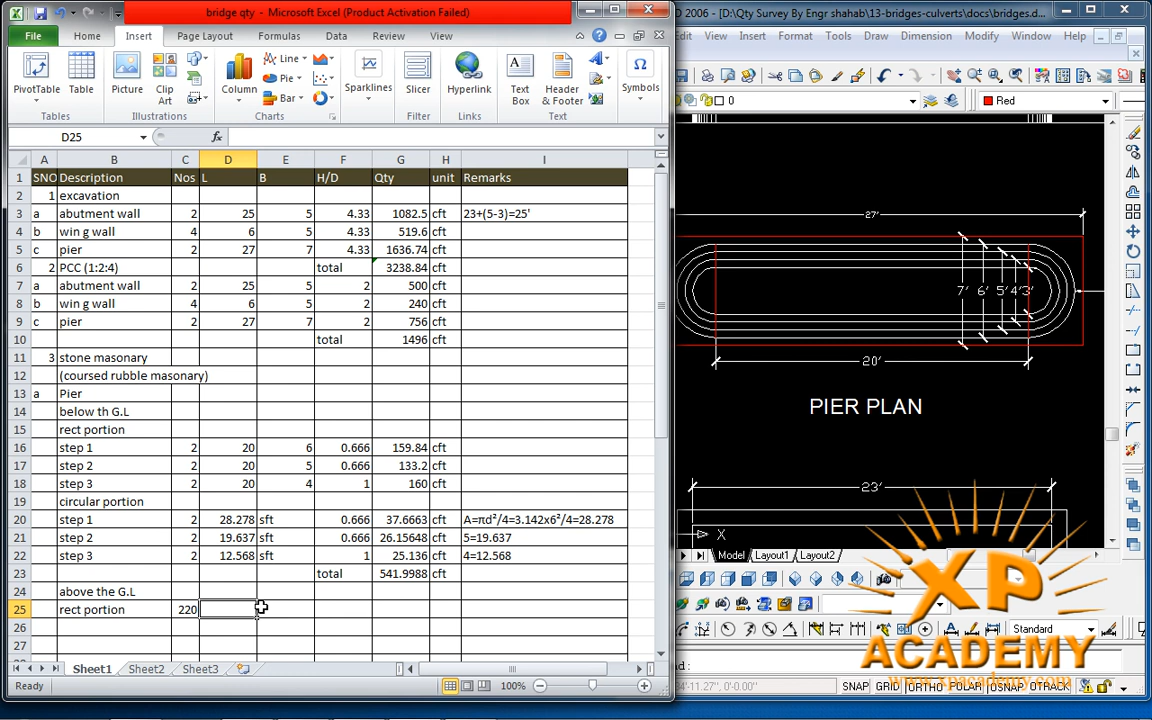 bridge qty - Microsoft Excel (Product Activation Failed)
File Home Insert Page Layout Formulas Data Review View
PivotTable Table Picture Clip Art Column Line Pie Bar Sparklines Slicer Hyperlink Text Box Header & Footer Symbols
Tables Illustrations Charts Filter Links Text
D25 fx
A B C D E F G H I
1 SNO Description Nos L B H/D Qty unit Remarks
2 1 excavation
3 a abutment wall 2 25 5 4.33 1082.5 cft 23+(5-3)=25'
4 b win g wall 4 6 5 4.33 519.6 cft
5 c pier 2 27 7 4.33 1636.74 cft
6 2 PCC (1:2:4) total 3238.84 cft
7 a abutment wall 2 25 5 2 500 cft
8 b win g wall 4 6 5 2 240 cft
9 c pier 2 27 7 2 756 cft
10 total 1496 cft
11 3 stone masonary
12 (coursed rubble masonary)
13 a Pier
14 below th G.L
15 rect portion
16 step 1 2 20 6 0.666 159.84 cft
17 step 2 2 20 5 0.666 133.2 cft
18 step 3 2 20 4 1 160 cft
19 circular portion
20 step 1 2 28.278 sft 0.666 37.6663 cft A=πd²/4=3.142x6²/4=28.278
21 step 2 2 19.637 sft 0.666 26.15648 cft 5=19.637
22 step 3 2 12.568 sft 1 25.136 cft 4=12.568
23 total 541.9988 cft
24 above the G.L
25 rect portion 220
26
27
Sheet1 Sheet2 Sheet3
Ready 100%
D 2006 - [D:\Qty Survey By Engr shahab\13-bridges-culverts\docs\bridges.d...
Edit View Insert Format Tools Draw Dimension Modify Window Help
0 Red
27'
7' 6' 5' 4' 3'
20'
PIER PLAN
23'
X
Model Layout1 Layout2
Standard
SNAP GRID ORTHO POLAR OSNAP OTRACK
XP
ACADEMY
www.xpacademy.com